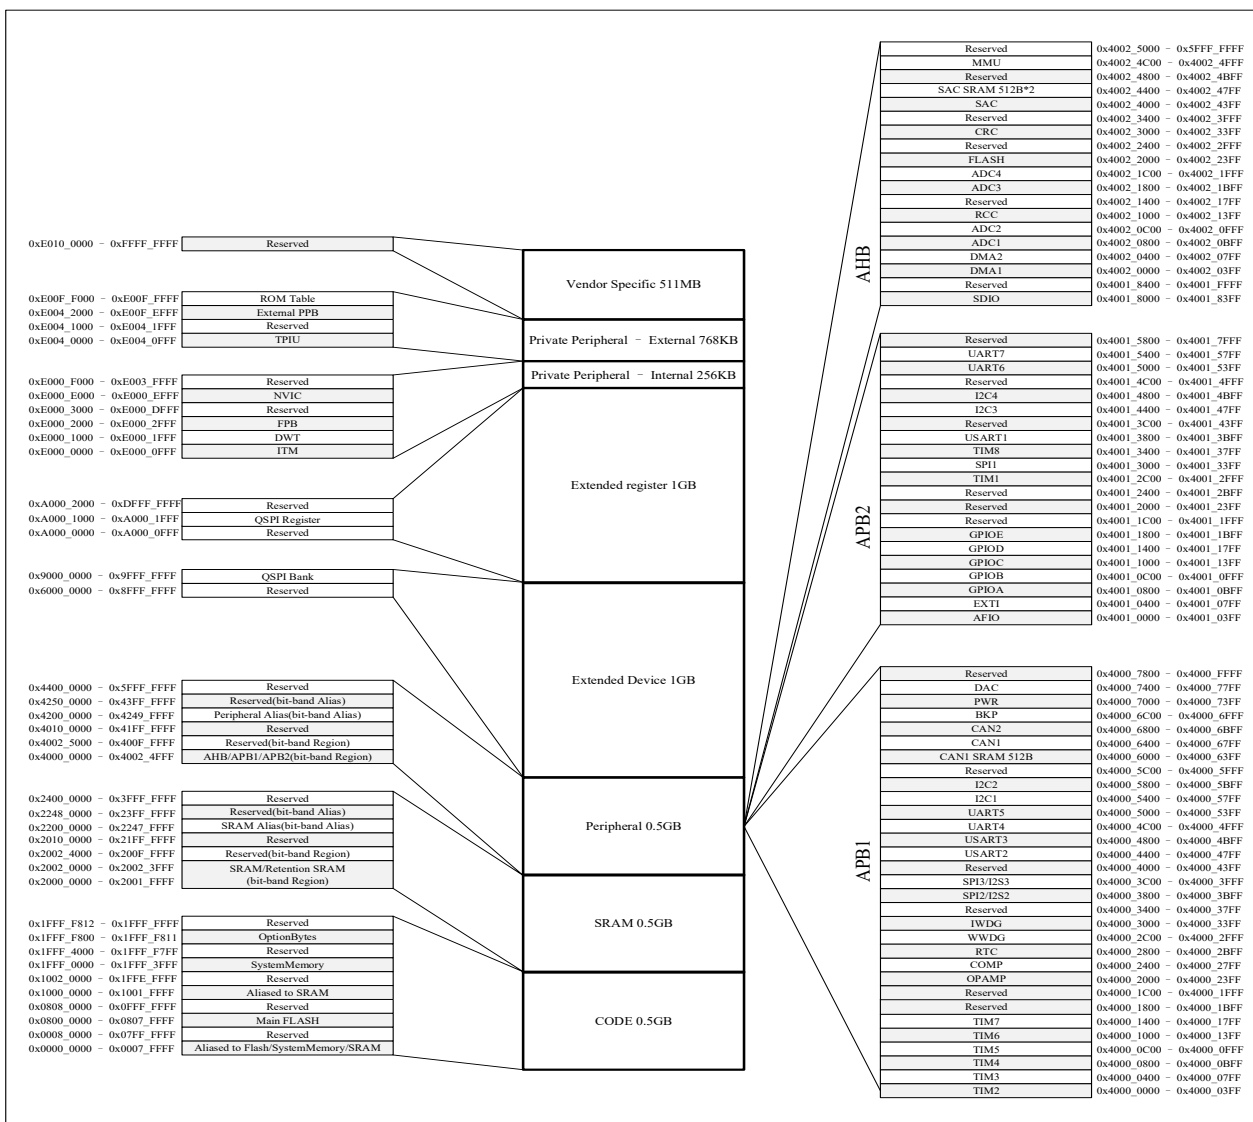 0xE010_0000 - 0xFFFF_FFFF Reserved
0xE00F_F000 - 0xE00F_FFFF ROM Table
0xE004_2000 - 0xE00F_EFFF External PPB
0xE004_1000 - 0xE004_1FFF Reserved
0xE004_0000 - 0xE004_0FFF TPIU
0xE000_F000 - 0xE003_FFFF Reserved
0xE000_E000 - 0xE000_EFFF NVIC
0xE000_3000 - 0xE000_DFFF Reserved
0xE000_2000 - 0xE000_2FFF FPB
0xE000_1000 - 0xE000_1FFF DWT
0xE000_0000 - 0xE000_0FFF ITM
0xA000_2000 - 0xDFFF_FFFF Reserved
0xA000_1000 - 0xA000_1FFF QSPI Register
0xA000_0000 - 0xA000_0FFF Reserved
0x9000_0000 - 0x9FFF_FFFF QSPI Bank
0x6000_0000 - 0x8FFF_FFFF Reserved
0x4400_0000 - 0x5FFF_FFFF Reserved
0x4250_0000 - 0x43FF_FFFF Reserved(bit-band Alias)
0x4200_0000 - 0x4249_FFFF Peripheral Alias(bit-band Alias)
0x4010_0000 - 0x41FF_FFFF Reserved
0x4002_5000 - 0x400F_FFFF Reserved(bit-band Region)
0x4000_0000 - 0x4002_4FFF AHB/APB1/APB2(bit-band Region)
0x2400_0000 - 0x3FFF_FFFF Reserved
0x2248_0000 - 0x23FF_FFFF Reserved(bit-band Alias)
0x2200_0000 - 0x2247_FFFF SRAM Alias(bit-band Alias)
0x2010_0000 - 0x21FF_FFFF Reserved
0x2002_4000 - 0x200F_FFFF Reserved(bit-band Region)
0x2002_0000 - 0x2002_3FFF SRAM/Retention SRAM
0x2000_0000 - 0x2001_FFFF (bit-band Region)
0x1FFF_F812 - 0x1FFF_FFFF Reserved
0x1FFF_F800 - 0x1FFF_F811 OptionBytes
0x1FFF_4000 - 0x1FFF_F7FF Reserved
0x1FFF_0000 - 0x1FFF_3FFF SystemMemory
0x1002_0000 - 0x1FFE_FFFF Reserved
0x1000_0000 - 0x1001_FFFF Aliased to SRAM
0x0808_0000 - 0x0FFF_FFFF Reserved
0x0800_0000 - 0x0807_FFFF Main FLASH
0x0008_0000 - 0x07FF_FFFF Reserved
0x0000_0000 - 0x0007_FFFF Aliased to Flash/SystemMemory/SRAM
Vendor Specific 511MB
Private Peripheral - External 768KB
Private Peripheral - Internal 256KB
Extended register 1GB
Extended Device 1GB
Peripheral 0.5GB
SRAM 0.5GB
CODE 0.5GB
AHB
Reserved 0x4002_5000 - 0x5FFF_FFFF
MMU 0x4002_4C00 - 0x4002_4FFF
Reserved 0x4002_4800 - 0x4002_4BFF
SAC SRAM 512B*2 0x4002_4400 - 0x4002_47FF
SAC 0x4002_4000 - 0x4002_43FF
Reserved 0x4002_3400 - 0x4002_3FFF
CRC 0x4002_3000 - 0x4002_33FF
Reserved 0x4002_2400 - 0x4002_2FFF
FLASH 0x4002_2000 - 0x4002_23FF
ADC4 0x4002_1C00 - 0x4002_1FFF
ADC3 0x4002_1800 - 0x4002_1BFF
Reserved 0x4002_1400 - 0x4002_17FF
RCC 0x4002_1000 - 0x4002_13FF
ADC2 0x4002_0C00 - 0x4002_0FFF
ADC1 0x4002_0800 - 0x4002_0BFF
DMA2 0x4002_0400 - 0x4002_07FF
DMA1 0x4002_0000 - 0x4002_03FF
Reserved 0x4001_8400 - 0x4001_FFFF
SDIO 0x4001_8000 - 0x4001_83FF
APB2
Reserved 0x4001_5800 - 0x4001_7FFF
UART7 0x4001_5400 - 0x4001_57FF
UART6 0x4001_5000 - 0x4001_53FF
Reserved 0x4001_4C00 - 0x4001_4FFF
I2C4 0x4001_4800 - 0x4001_4BFF
I2C3 0x4001_4400 - 0x4001_47FF
Reserved 0x4001_3C00 - 0x4001_43FF
USART1 0x4001_3800 - 0x4001_3BFF
TIM8 0x4001_3400 - 0x4001_37FF
SPI1 0x4001_3000 - 0x4001_33FF
TIM1 0x4001_2C00 - 0x4001_2FFF
Reserved 0x4001_2400 - 0x4001_2BFF
Reserved 0x4001_2000 - 0x4001_23FF
Reserved 0x4001_1C00 - 0x4001_1FFF
GPIOE 0x4001_1800 - 0x4001_1BFF
GPIOD 0x4001_1400 - 0x4001_17FF
GPIOC 0x4001_1000 - 0x4001_13FF
GPIOB 0x4001_0C00 - 0x4001_0FFF
GPIOA 0x4001_0800 - 0x4001_0BFF
EXTI 0x4001_0400 - 0x4001_07FF
AFIO 0x4001_0000 - 0x4001_03FF
APB1
Reserved 0x4000_7800 - 0x4000_FFFF
DAC 0x4000_7400 - 0x4000_77FF
PWR 0x4000_7000 - 0x4000_73FF
BKP 0x4000_6C00 - 0x4000_6FFF
CAN2 0x4000_6800 - 0x4000_6BFF
CAN1 0x4000_6400 - 0x4000_67FF
CAN1 SRAM 512B 0x4000_6000 - 0x4000_63FF
Reserved 0x4000_5C00 - 0x4000_5FFF
I2C2 0x4000_5800 - 0x4000_5BFF
I2C1 0x4000_5400 - 0x4000_57FF
UART5 0x4000_5000 - 0x4000_53FF
UART4 0x4000_4C00 - 0x4000_4FFF
USART3 0x4000_4800 - 0x4000_4BFF
USART2 0x4000_4400 - 0x4000_47FF
Reserved 0x4000_4000 - 0x4000_43FF
SPI3/I2S3 0x4000_3C00 - 0x4000_3FFF
SPI2/I2S2 0x4000_3800 - 0x4000_3BFF
Reserved 0x4000_3400 - 0x4000_37FF
IWDG 0x4000_3000 - 0x4000_33FF
WWDG 0x4000_2C00 - 0x4000_2FFF
RTC 0x4000_2800 - 0x4000_2BFF
COMP 0x4000_2400 - 0x4000_27FF
OPAMP 0x4000_2000 - 0x4000_23FF
Reserved 0x4000_1C00 - 0x4000_1FFF
Reserved 0x4000_1800 - 0x4000_1BFF
TIM7 0x4000_1400 - 0x4000_17FF
TIM6 0x4000_1000 - 0x4000_13FF
TIM5 0x4000_0C00 - 0x4000_0FFF
TIM4 0x4000_0800 - 0x4000_0BFF
TIM3 0x4000_0400 - 0x4000_07FF
TIM2 0x4000_0000 - 0x4000_03FF